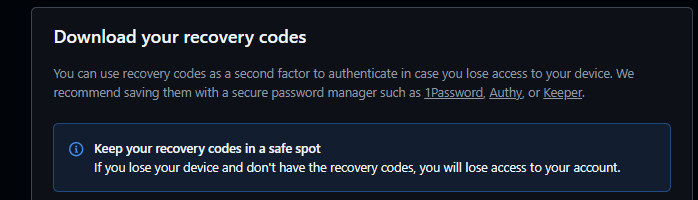 Download your recovery codes
You can use recovery codes as a second factor to authenticate in case you lose access to your device. We
recommend saving them with a secure password manager such as 1Password, Authy, or Keeper.
Keep your recovery codes in a safe spot
If you lose your device and don't have the recovery codes, you will lose access to your account.